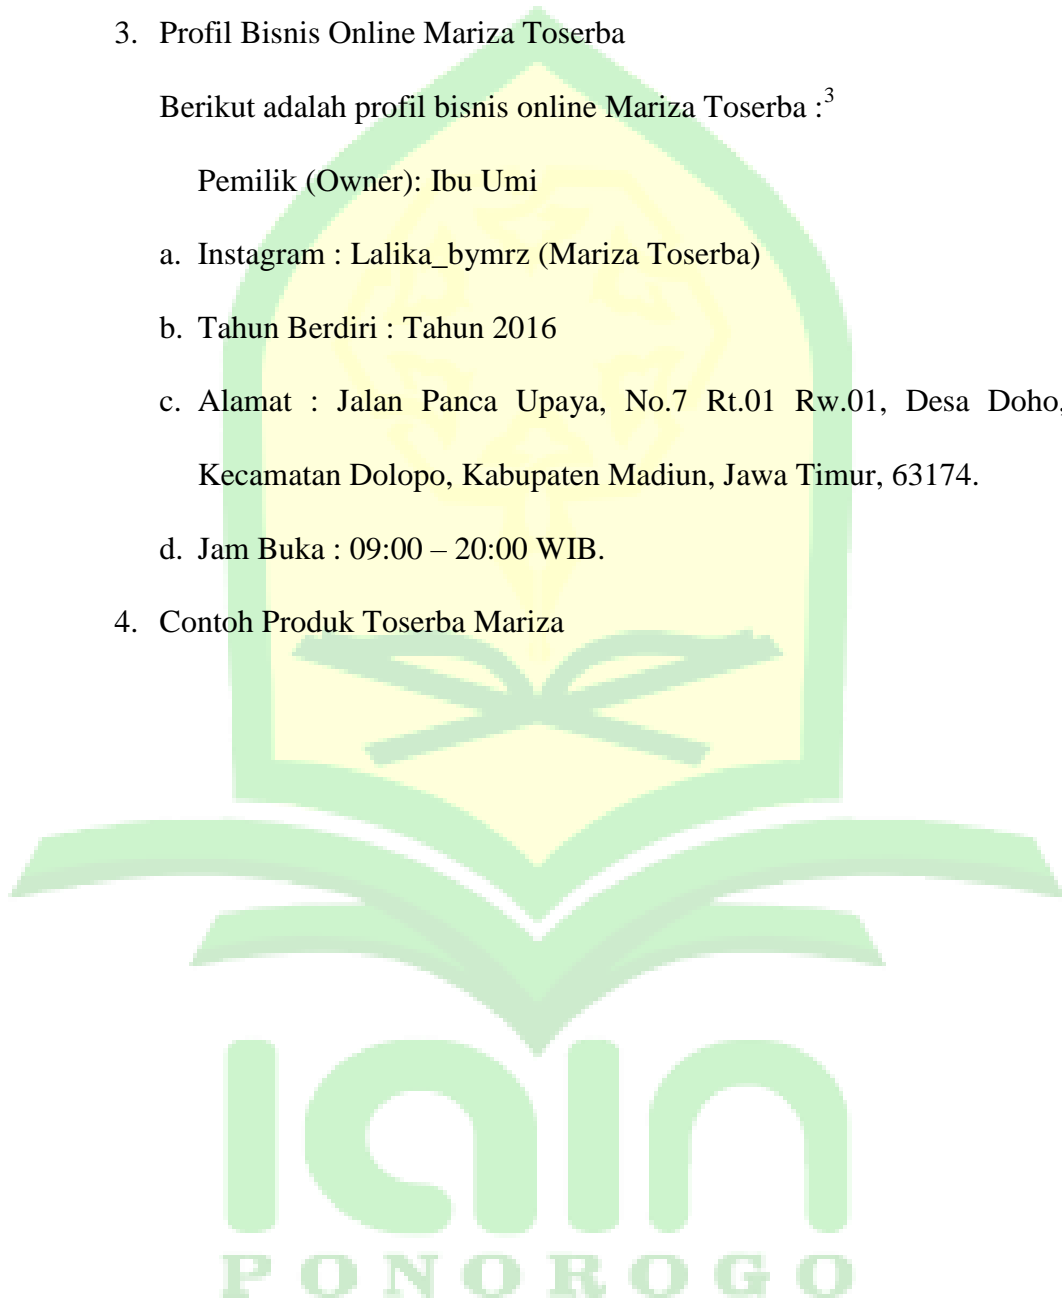 3. Profil Bisnis Online Mariza Toserba
Berikut adalah profil bisnis online Mariza Toserba :3
Pemilik (Owner): Ibu Umi
a. Instagram : Lalika_bymrz (Mariza Toserba)
b. Tahun Berdiri : Tahun 2016
c. Alamat : Jalan Panca Upaya, No.7 Rt.01 Rw.01, Desa Doho,
Kecamatan Dolopo, Kabupaten Madiun, Jawa Timur, 63174.
d. Jam Buka : 09:00 – 20:00 WIB.
4. Contoh Produk Toserba Mariza
iain
PONOROGO